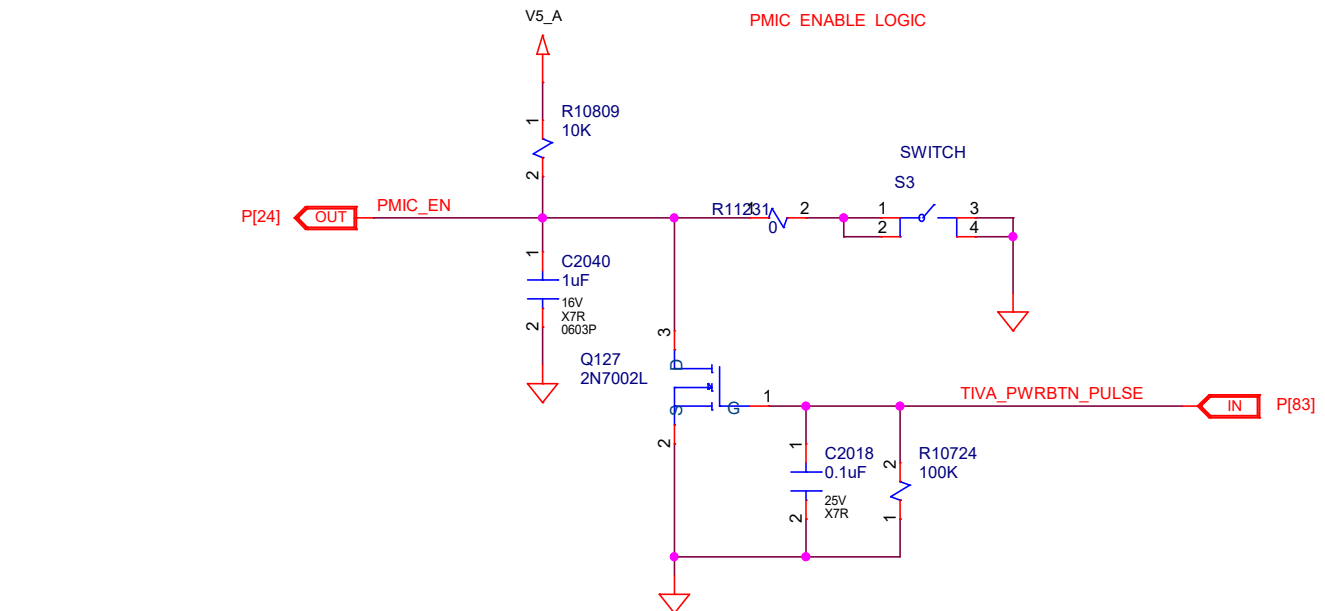 V5_A
PMIC ENABLE LOGIC
R10809
10K
1
2
SWITCH
S3
P[24]
OUT
PMIC_EN
R11231
1
0
2
1
2
3
4
1
2
C2040
1uF
16V
X7R
0603P
Q127
2N7002L
3
D
S
G
1
2
TIVA_PWRBTN_PULSE
IN
P[83]
1
2
C2018
0.1uF
25V
X7R
2
1
R10724
100K